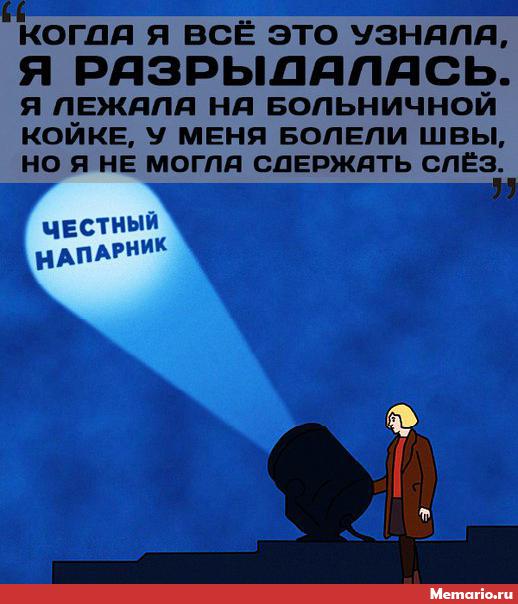 “
КОГДА Я ВСЁ ЭТО УЗНАЛА,
Я РАЗРЫДАЛАСЬ.
Я ЛЕЖАЛА НА БОЛЬНИЧНОЙ
КОЙКЕ, У МЕНЯ БОЛЕЛИ ШВЫ,
НО Я НЕ МОГЛА СДЕРЖАТЬ СЛЁЗ.
”
ЧЕСТНЫЙ
НАПАРНИК
Memario.ru